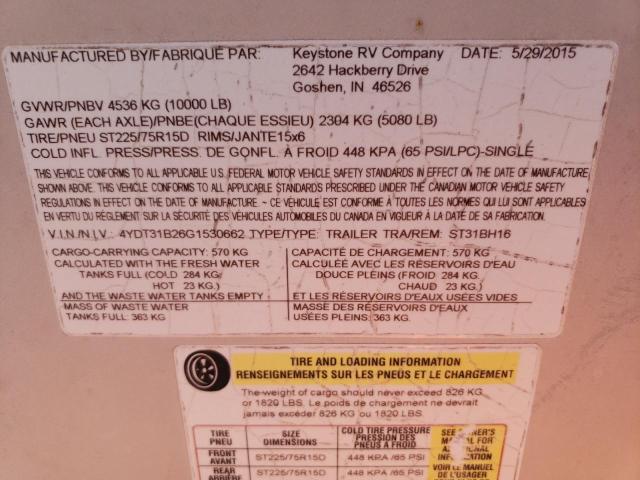 MANUFACTURED BY/FABRIQUÉ PAR: Keystone RV Company DATE: 5/29/2015
2642 Hackberry Drive
Goshen, IN 46526
GVWR/PNBV 4536 KG (10000 LB)
GAWR (EACH AXLE)/PNBE(CHAQUE ESSIEU) 2304 KG (5080 LB)
TIRE/PNEU ST225/75R15D RIMS/JANTE15x6
COLD INFL. PRESS/PRESS. DE GONFL. À FROID 448 KPA (65 PSI/LPC)-SINGLE
THIS VEHICLE CONFORMS TO ALL APPLICABLE U.S. FEDERAL MOTOR VEHICLE SAFETY STANDARDS IN EFFECT ON THE DATE OF MANUFACTURE
SHOWN ABOVE. THIS VEHICLE CONFORMS TO ALL APPLICABLE STANDARDS PRESCRIBED UNDER THE CANADIAN MOTOR VEHICLE SAFETY
REGULATIONS IN EFFECT ON THE DATE OF MANUFACTURE ~ CE VÉHICULE EST CONFORME À TOUTES LES NORMES QUI LUI SONT APPLICABLES
EN VERTU DU RÈGLEMENT SUR LA SÉCURITÉ DES VÉHICULES AUTOMOBILES DU CANADA EN VIGUEUR À LA DATE DE SA FABRICATION.
V.I.N./N.I.V.: 4YDT31B26G1530662 TYPE/TYPE: TRAILER TRA/REM: ST31BH16
CARGO-CARRYING CAPACITY: 570 KG
CALCULATED WITH THE FRESH WATER
TANKS FULL (COLD 284 KG/
HOT 23 KG.)
AND THE WASTE WATER TANKS EMPTY
MASS OF WASTE WATER
TANKS FULL: 363 KG
CAPACITÉ DE CHARGEMENT: 570 KG
CALCULÉE AVEC LES RÉSERVOIRS D'EAU
DOUCE PLEINS (FROID 284 KG/
CHAUD 23 KG.)
ET LES RÉSERVOIRS D'EAUX USÉES VIDES
MASSE DES RÉSERVOIRS D'EAUX
USÉES PLEINS: 363 KG
TIRE AND LOADING INFORMATION
RENSEIGNEMENTS SUR LES PNEUS ET LE CHARGEMENT
The weight of cargo should never exceed 826 KG
or 1820 LBS. Le poids de chargement ne devrait
jamais excéder 826 KG ou 1820 LBS.
TIRE PNEU
SIZE DIMENSIONS
COLD TIRE PRESSURE
PRESSION DES
PNEUS À FROID
SEE OWNER'S
MANUAL FOR
ADDITIONAL
INFORMATION
FRONT AVANT ST225/75R15D 448 KPA /65 PSI
REAR ARRIÈRE ST225/75R15D 448 KPA /65 PSI
VOIR LE MANUEL
DE L'USAGER